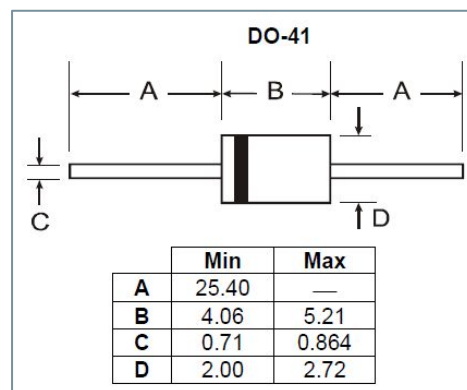 DO-41
A B A
C
D
Min Max
A 25.40 —
B 4.06 5.21
C 0.71 0.864
D 2.00 2.72